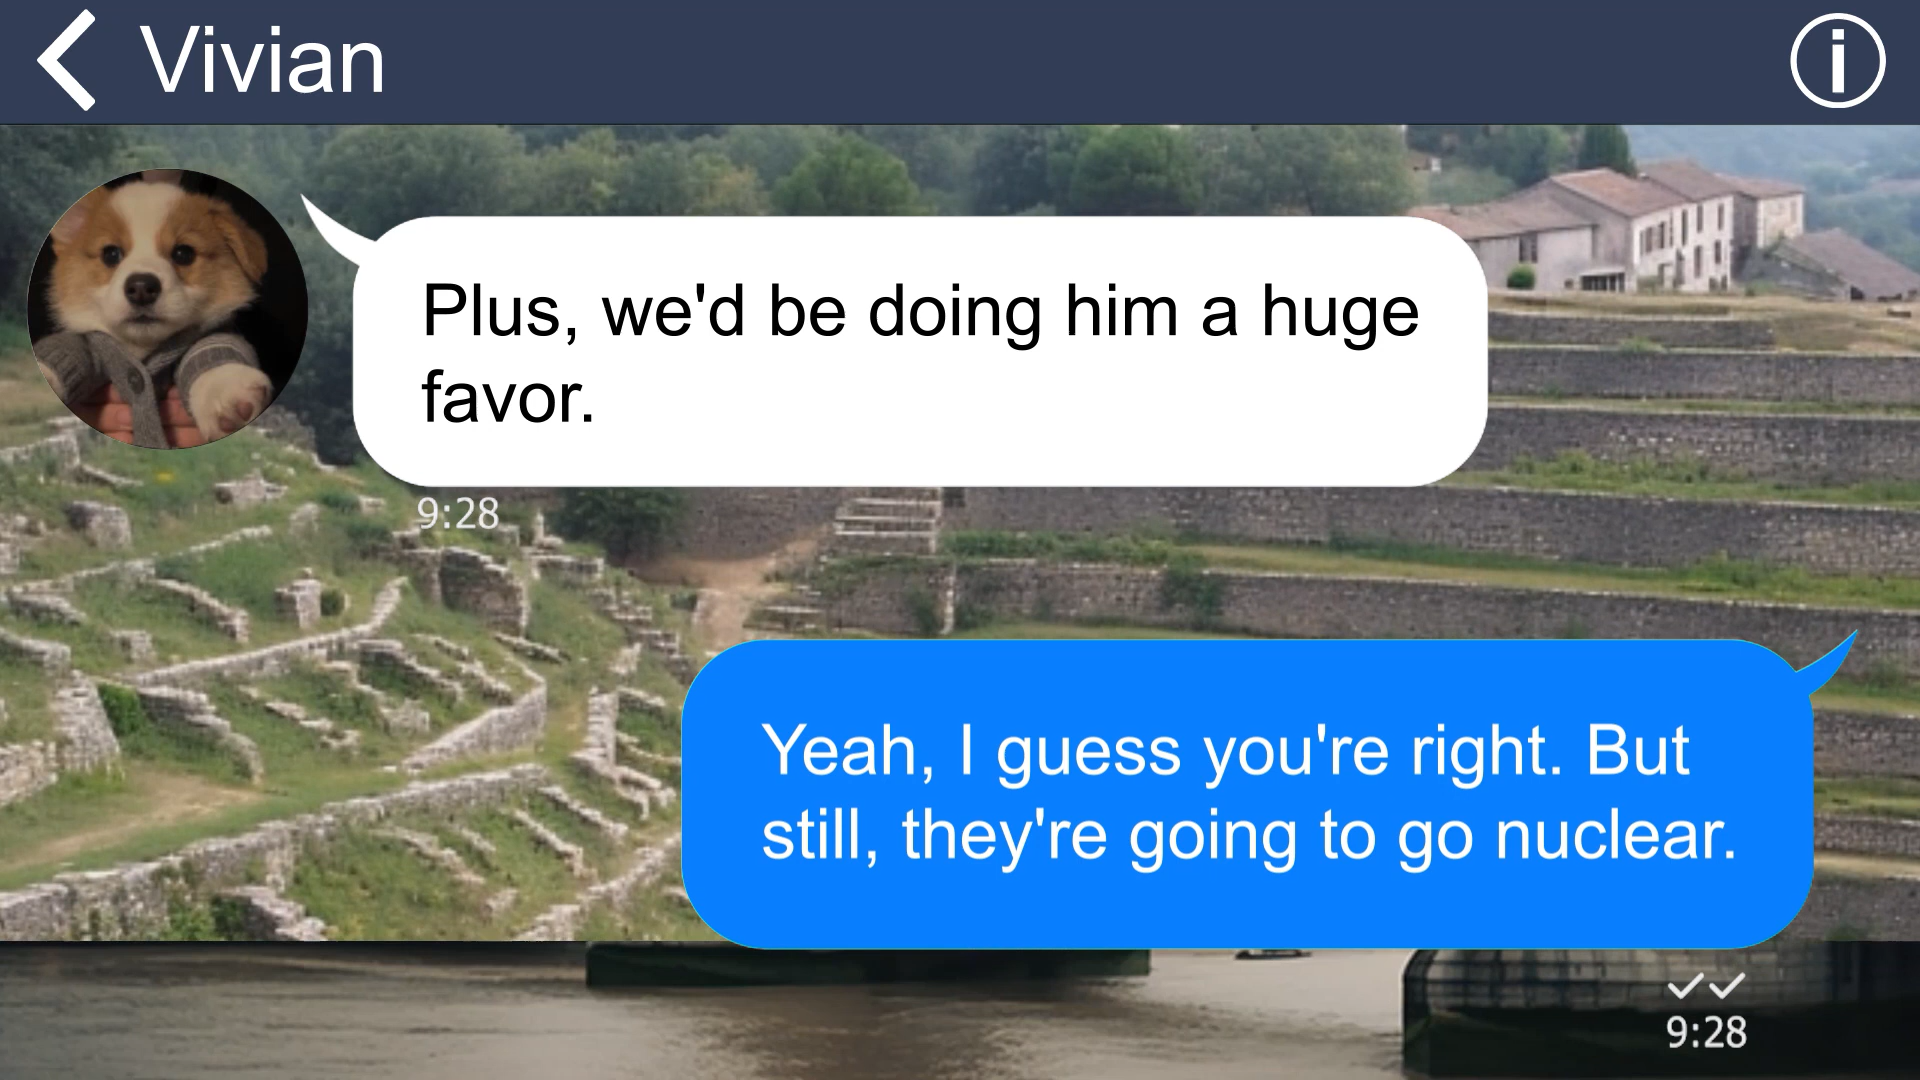 Vivian
Plus, we'd be doing him a huge
favor.
9:28
Yeah, I guess you're right. But
still, they're going to go nuclear.
9:28